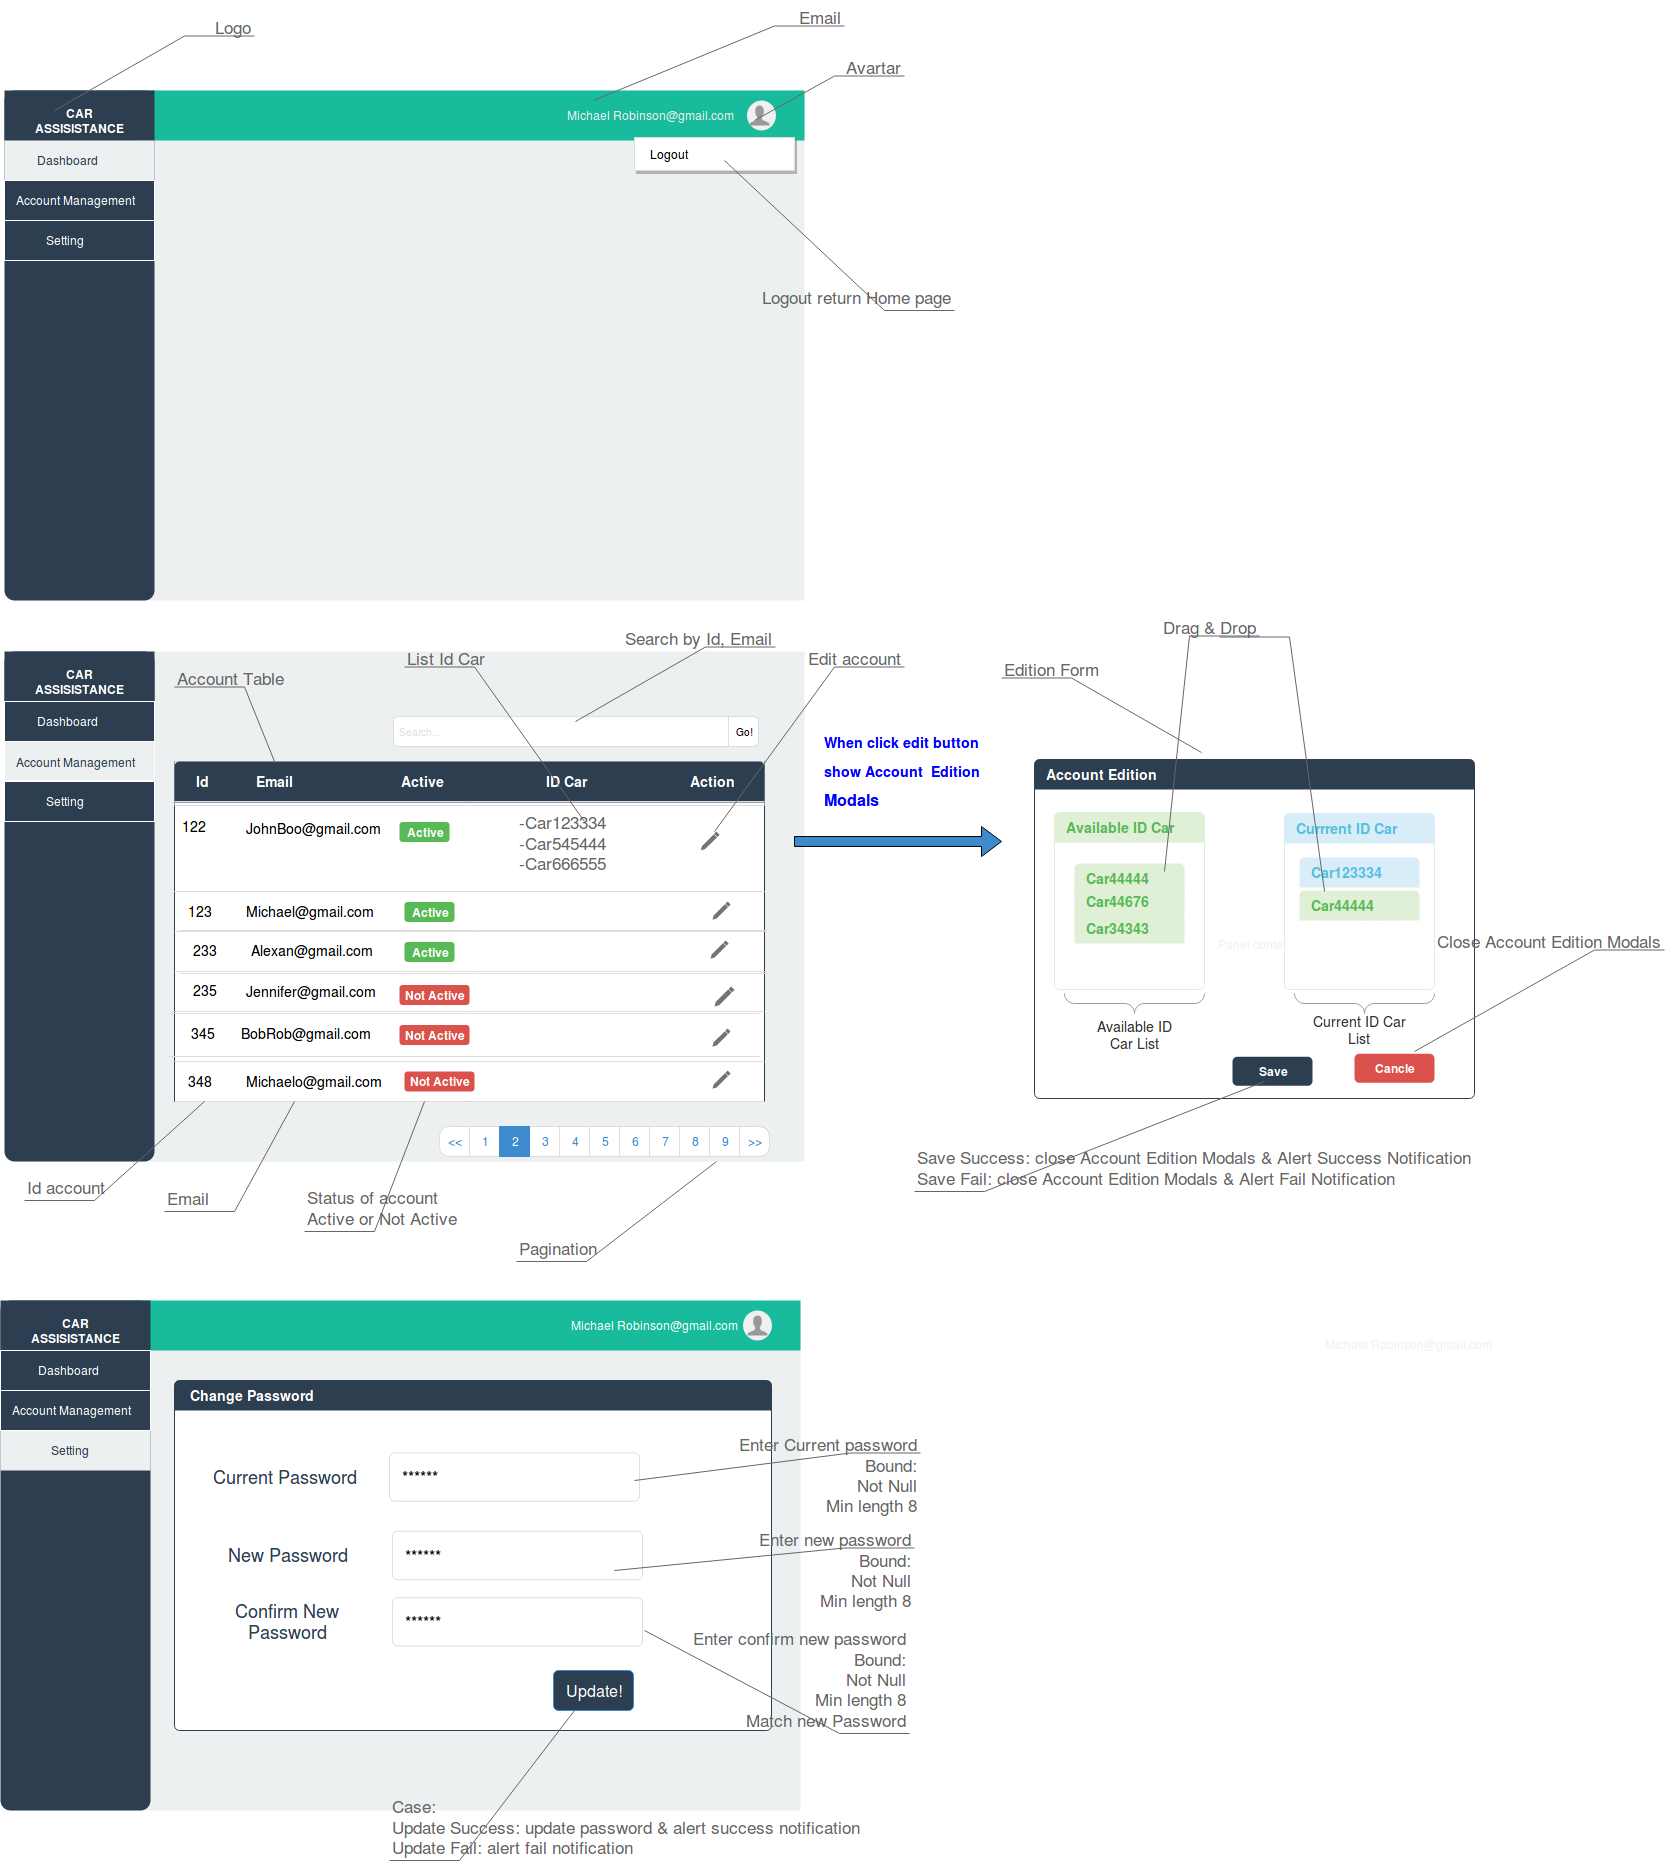 Logo
Email
Avartar
CAR
ASSISISTANCE
Michael Robinson@gmail.com
Dashboard
Logout
Account Management
Setting
Logout return Home page
Drag & Drop
Search by Id, Email
List Id Car
Edit account
Edition Form
Account Table
CAR
ASSISISTANCE
Dashboard
Account Management
Setting
Search...
Go!
When click edit button
show Account  Edition
Modals
Id
Email
Active
ID Car
Action
122
JohnBoo@gmail.com
Active
-Car123334
-Car545444
-Car666555
123
Michael@gmail.com
Active
233
Alexan@gmail.com
Active
235
Jennifer@gmail.com
Not Active
345
BobRob@gmail.com
Not Active
348
Michaelo@gmail.com
Not Active
<<
1
2
3
4
5
6
7
8
9
>>
Account Edition
Available ID Car
Currrent ID Car
Car44444
Car44676
Car34343
Car123334
Car44444
Panel conte
Close Account Edition Modals
Available ID
Car List
Current ID Car
List
Save
Cancle
Save Success: close Account Edition Modals & Alert Success Notification
Save Fail: close Account Edition Modals & Alert Fail Notification
Id account
Email
Status of account
Active or Not Active
Pagination
CAR
ASSISISTANCE
Michael Robinson@gmail.com
Michael Robinson@gmail.com
Dashboard
Account Management
Setting
Change Password
Current Password
******
Enter Current password
Bound:
Not Null
Min length 8
New Password
******
Enter new password
Bound:
Not Null
Min length 8
Confirm New
Password
******
Enter confirm new password
Bound:
Not Null
Min length 8
Match new Password
Update!
Case:
Update Success: update password & alert success notification
Update Fail: alert fail notification